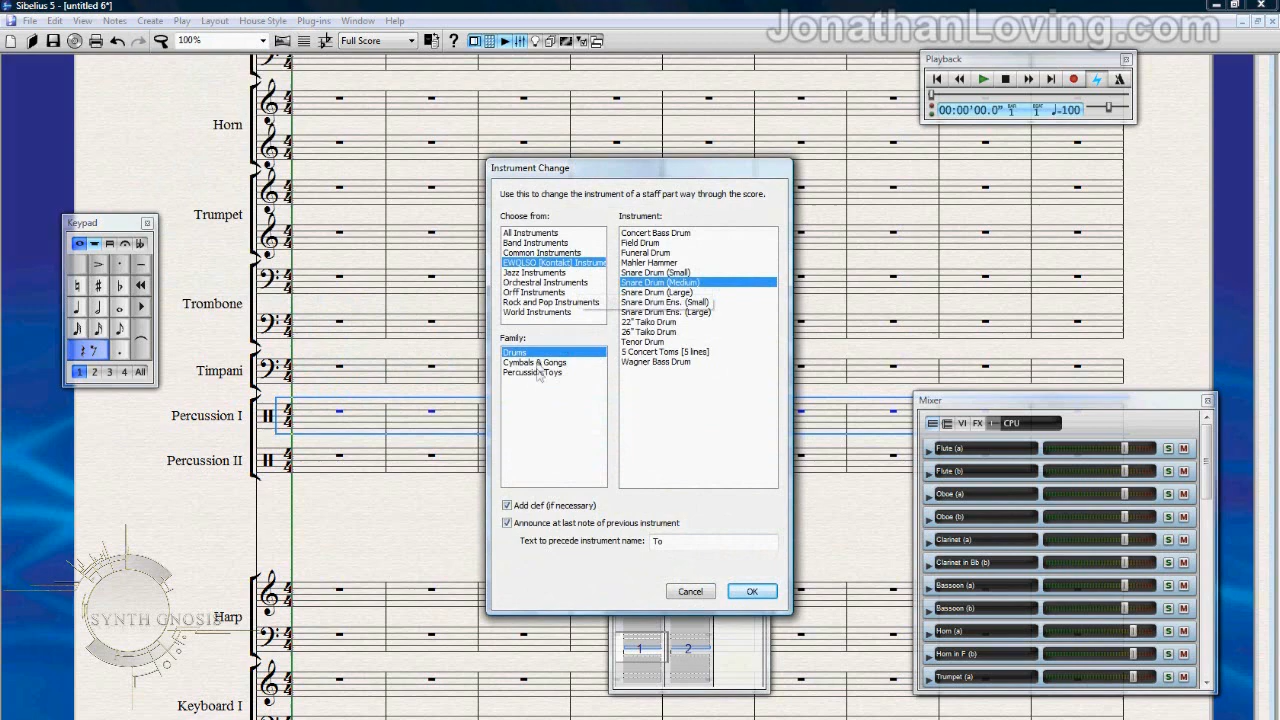 Sibelius 5 - [untitled 6*]
JonathanLoving.com
File Edit View Notes Create Play Layout House Style Plug-ins Window Help
100% Full Score
Playback
00:00'00.0" BAR 1 BEAT 1 ♩=100
Horn
Trumpet
Trombone
Timpani
Percussion I
Percussion II
Harp
Keyboard I
Keypad
1 2 3 4 All
Instrument Change
Use this to change the instrument of a staff part way through the score.
Choose from:
All Instruments
Band Instruments
Common Instruments
EWQLSO [Kontakt] Instrume
Jazz Instruments
Orchestral Instruments
Orff Instruments
Rock and Pop Instruments
World Instruments
Family:
Drums
Cymbals & Gongs
Percussion Toys
Instrument:
Concert Bass Drum
Field Drum
Funeral Drum
Mahler Hammer
Snare Drum (Small)
Snare Drum (Medium)
Snare Drum (Large)
Snare Drum Ens. (Small)
Snare Drum Ens. (Large)
22" Taiko Drum
26" Taiko Drum
Tenor Drum
5 Concert Toms [5 lines]
Wagner Bass Drum
Add clef (if necessary)
Announce at last note of previous instrument
Text to precede instrument name: To
Cancel OK
1 2
Mixer
VI FX CPU
Flute (a) S M
Flute (b) S M
Oboe (a) S M
Oboe (b) S M
Clarinet (a) S M
Clarinet in Bb (b) S M
Bassoon (a) S M
Bassoon (b) S M
Horn (a) S M
Horn in F (b) S M
Trumpet (a) S M
SYNTH GNOSIS